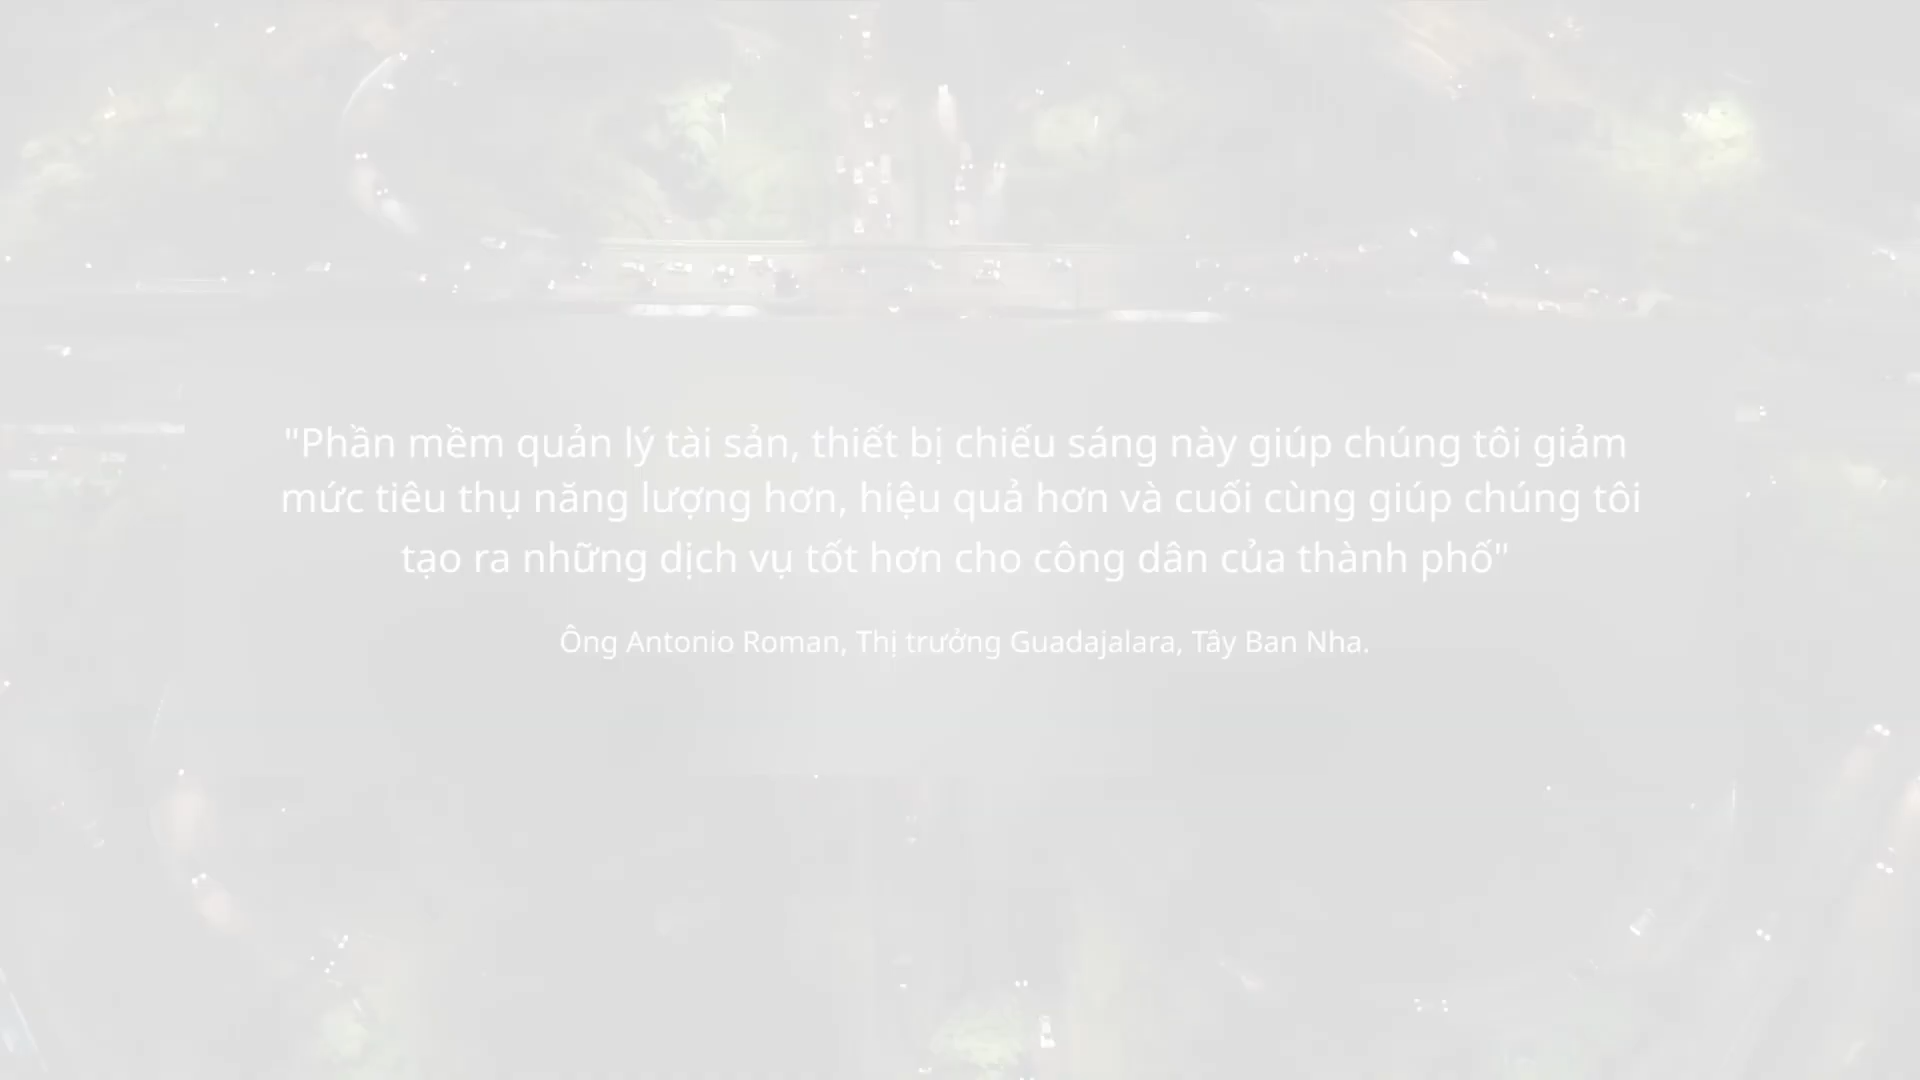 "Phần mềm quản lý tài sản, thiết bị chiếu sáng này giúp chúng tôi giảm
mức tiêu thụ năng lượng hơn, hiệu quả hơn và cuối cùng giúp chúng tôi
tạo ra những dịch vụ tốt hơn cho công dân của thành phố"
Ông Antonio Roman, Thị trưởng Guadajalara, Tây Ban Nha.